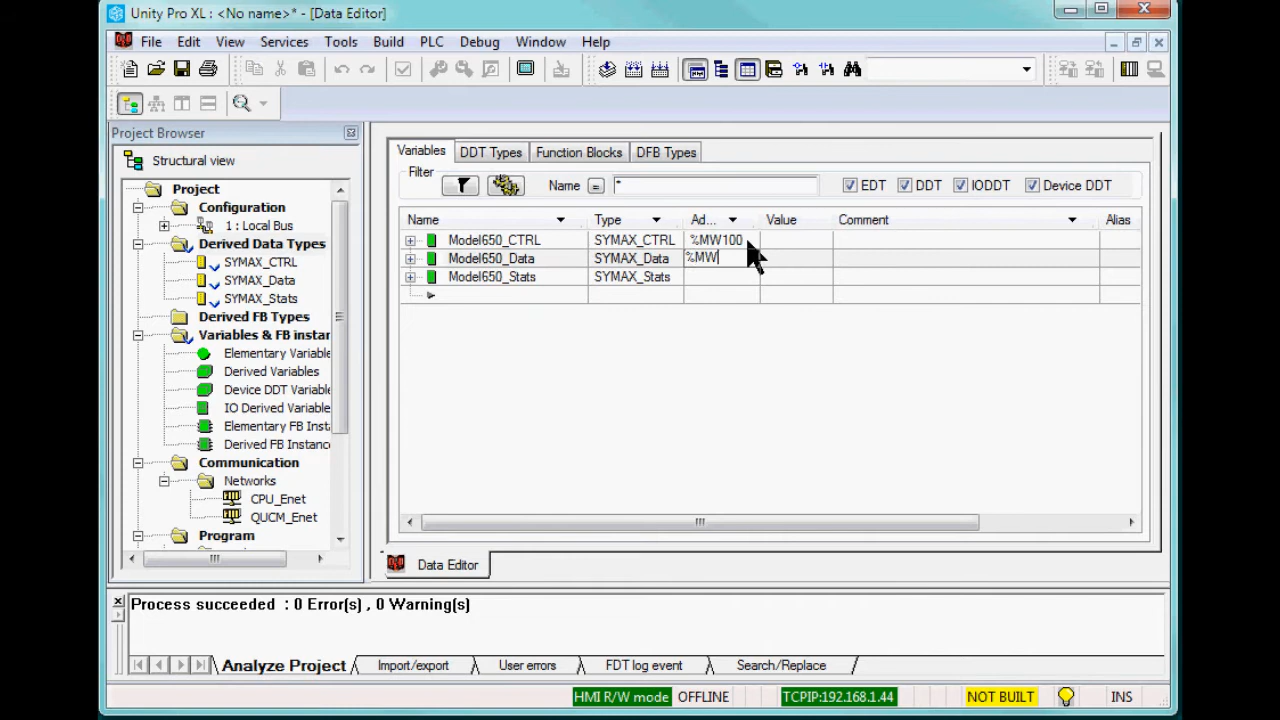 Unity Pro XL : <No name>* - [Data Editor]
File Edit View Services Tools Build PLC Debug Window Help
Project Browser
Structural view
Project
Configuration
1 : Local Bus
Derived Data Types
SYMAX_CTRL
SYMAX_Data
SYMAX_Stats
Derived FB Types
Variables & FB instar
Elementary Variable
Derived Variables
Device DDT Variab
IO Derived Variable
Elementary FB Inst
Derived FB Instanc
Communication
Networks
CPU_Enet
QUCM_Enet
Program
Variables DDT Types Function Blocks DFB Types
Filter Name = * EDT DDT IODDT Device DDT
Name Type Ad... Value Comment Alias
Model650_CTRL SYMAX_CTRL %MW100
Model650_Data SYMAX_Data %MW
Model650_Stats SYMAX_Stats
Data Editor
Process succeeded : 0 Error(s) , 0 Warning(s)
Analyze Project Import/export User errors FDT log event Search/Replace
HMI R/W mode OFFLINE TCPIP:192.168.1.44 NOT BUILT INS